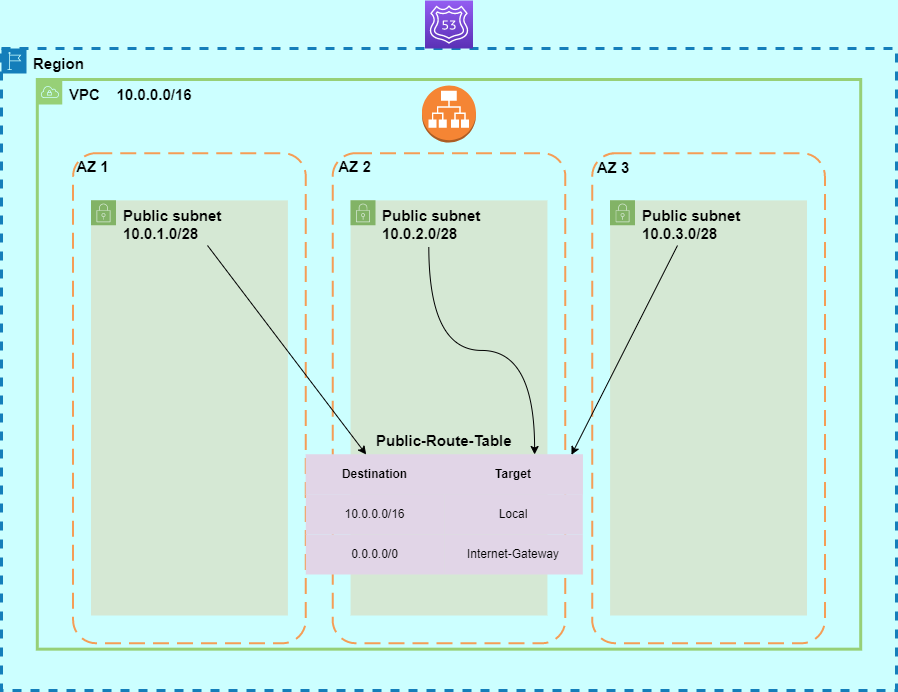 53
Region
VPC 10.0.0.0/16
AZ 1
AZ 2
AZ 3
Public subnet
10.0.1.0/28
Public subnet
10.0.2.0/28
Public subnet
10.0.3.0/28
Public-Route-Table
Destination Target
10.0.0.0/16 Local
0.0.0.0/0 Internet-Gateway